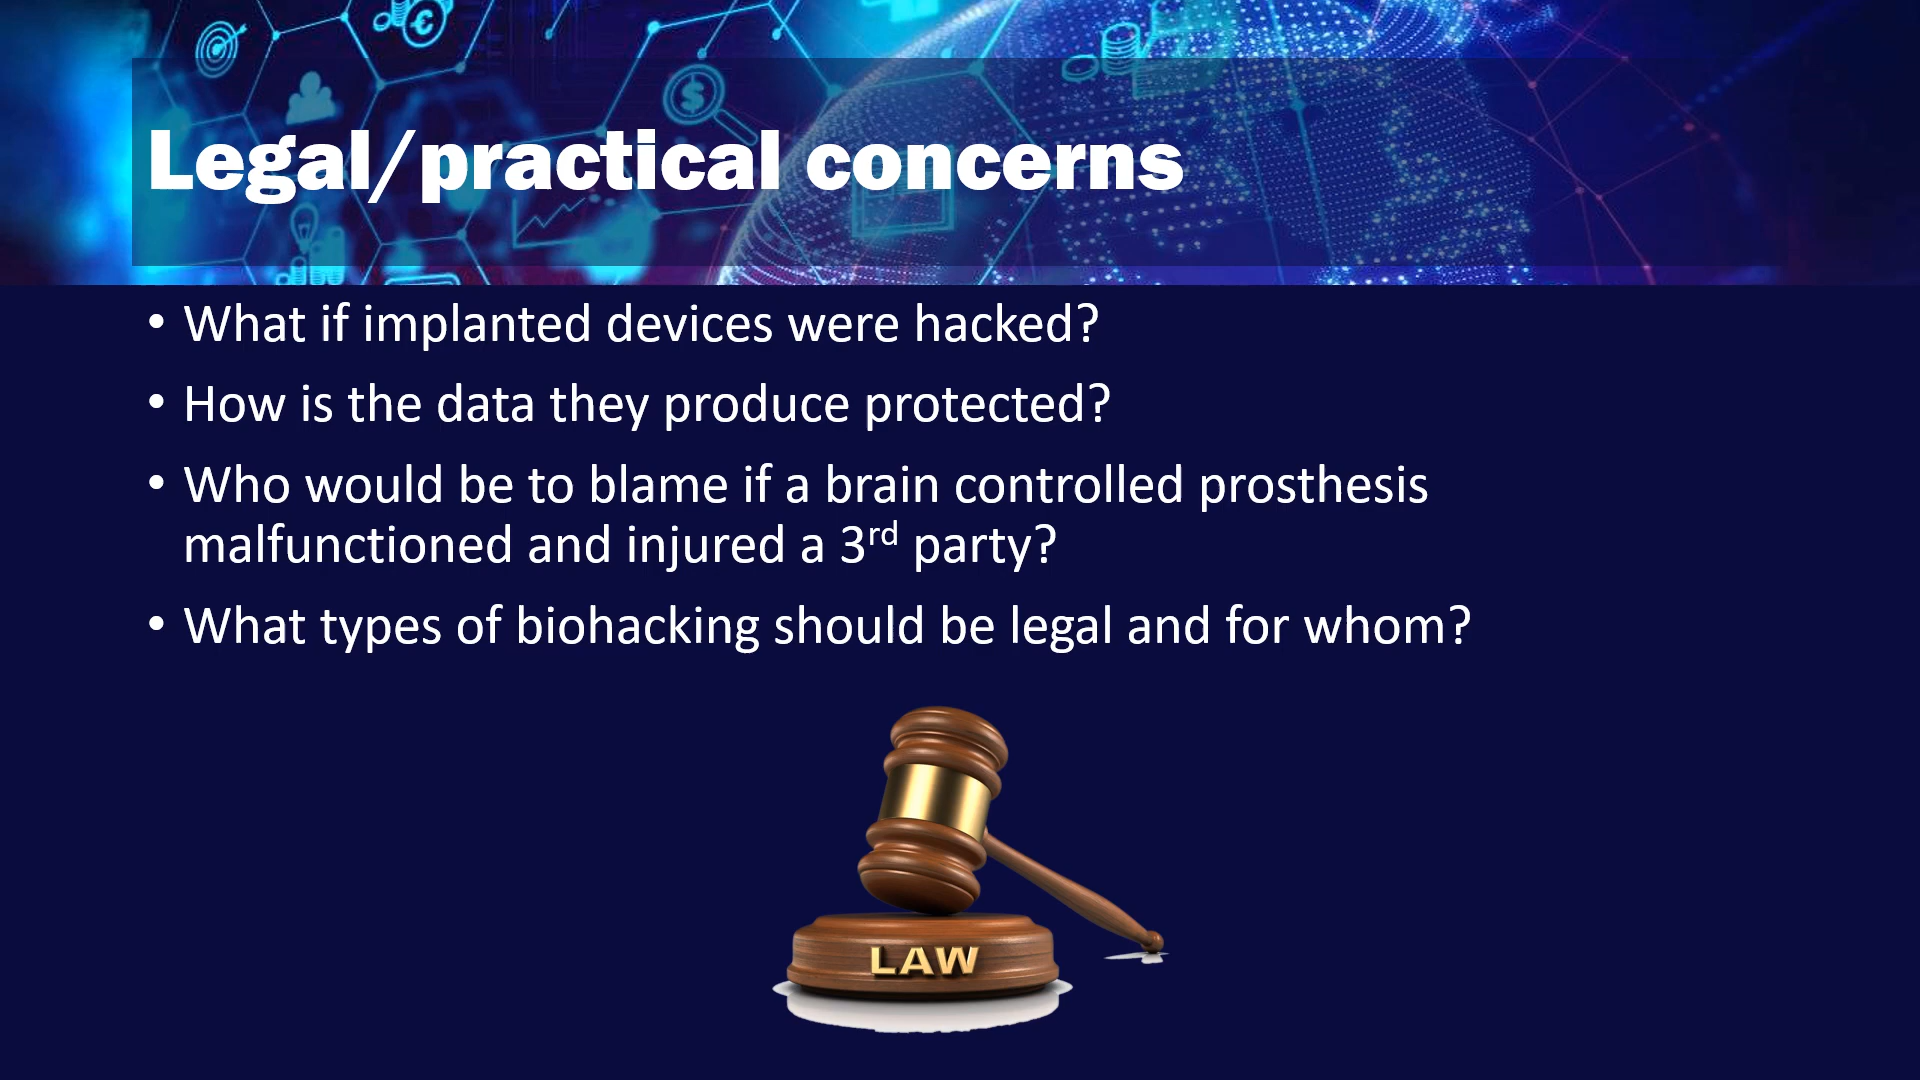 Legal/practical concerns
• What if implanted devices were hacked?
• How is the data they produce protected?
• Who would be to blame if a brain controlled prosthesis
malfunctioned and injured a 3rd party?
• What types of biohacking should be legal and for whom?
LAW